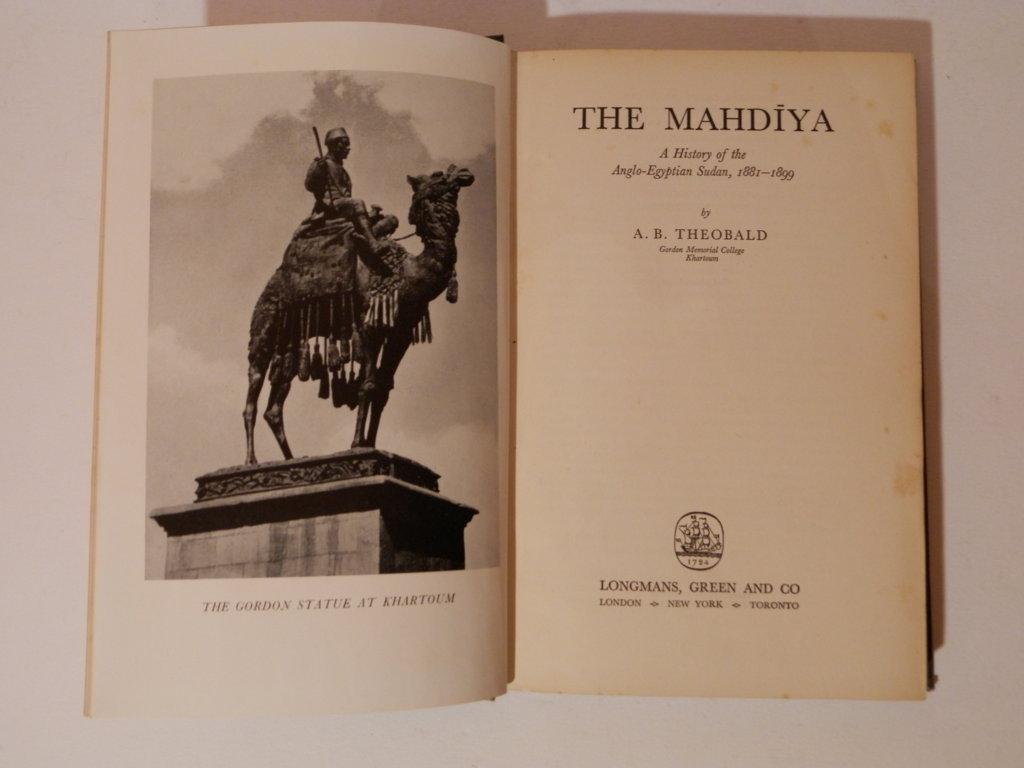 THE GORDON STATUE AT KHARTOUM
THE MAHDĪYA
A History of the
Anglo-Egyptian Sudan, 1881–1899
by
A. B. THEOBALD
Gordon Memorial College
Khartoum
1724
LONGMANS, GREEN AND CO
LONDON ⋄ NEW YORK ⋄ TORONTO